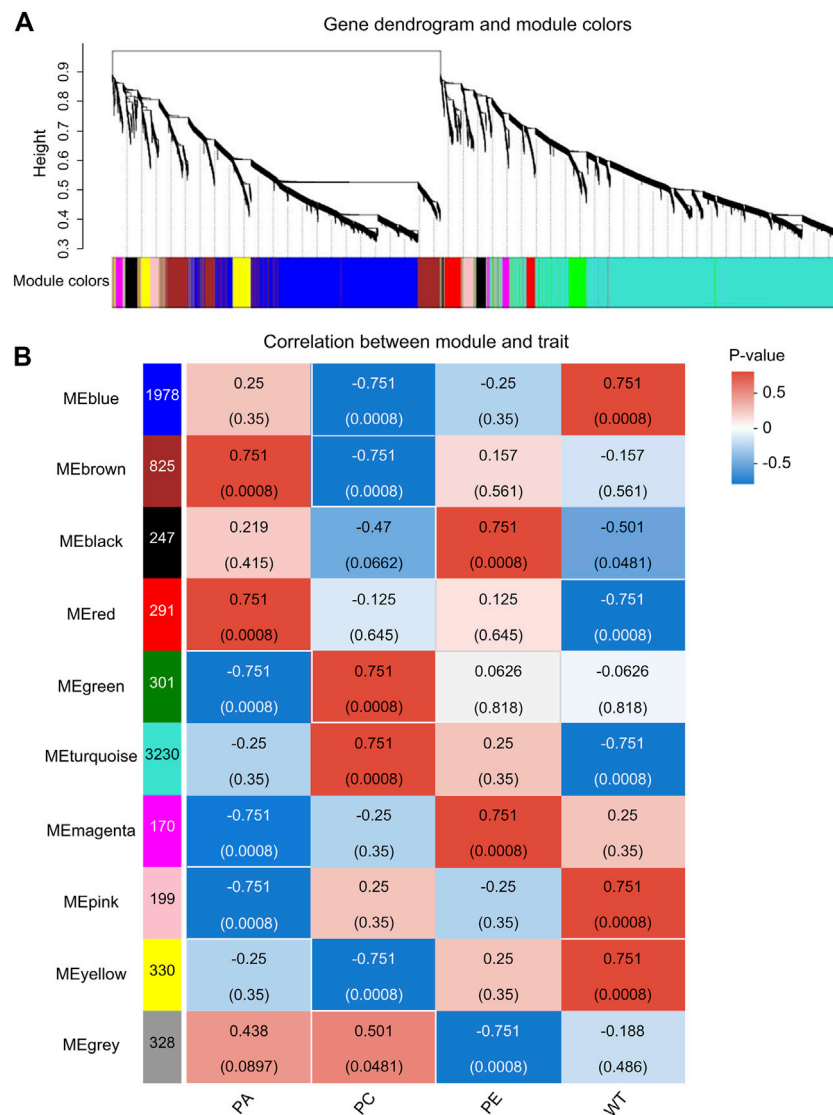 A
Gene dendrogram and module colors
Height
0.9
0.8
0.7
0.6
0.5
0.4
0.3
Module colors
B
Correlation between module and trait
P-value
0.5
0
-0.5
MEblue 1978 0.25 -0.751 -0.25 0.751
(0.35) (0.0008) (0.35) (0.0008)
MEbrown 825 0.751 -0.751 0.157 -0.157
(0.0008) (0.0008) (0.561) (0.561)
MEblack 247 0.219 -0.47 0.751 -0.501
(0.415) (0.0662) (0.0008) (0.0481)
MEred 291 0.751 -0.125 0.125 -0.751
(0.0008) (0.645) (0.645) (0.0008)
MEgreen 301 -0.751 0.751 0.0626 -0.0626
(0.0008) (0.0008) (0.818) (0.818)
MEturquoise 3230 -0.25 0.751 0.25 -0.751
(0.35) (0.0008) (0.35) (0.0008)
MEmagenta 170 -0.751 -0.25 0.751 0.25
(0.0008) (0.35) (0.0008) (0.35)
MEpink 199 -0.751 0.25 -0.25 0.751
(0.0008) (0.35) (0.35) (0.0008)
MEyellow 330 -0.25 -0.751 0.25 0.751
(0.35) (0.0008) (0.35) (0.0008)
MEgrey 328 0.438 0.501 -0.751 -0.188
(0.0897) (0.0481) (0.0008) (0.486)
PA PC PE WT